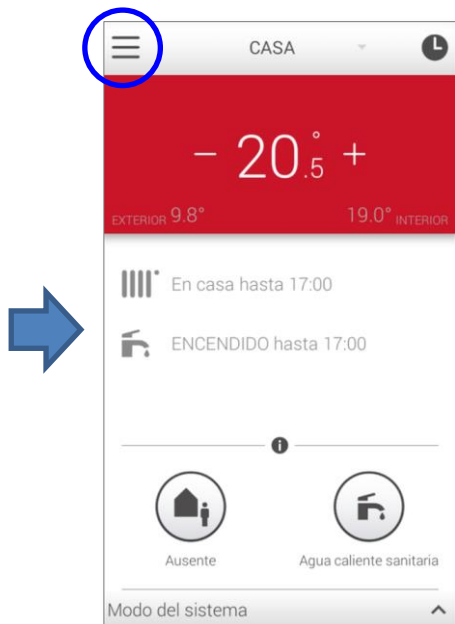 CASA
− 20.5° +
EXTERIOR 9.8° 19.0° INTERIOR
En casa hasta 17:00
ENCENDIDO hasta 17:00
Ausente Agua caliente sanitaria
Modo del sistema